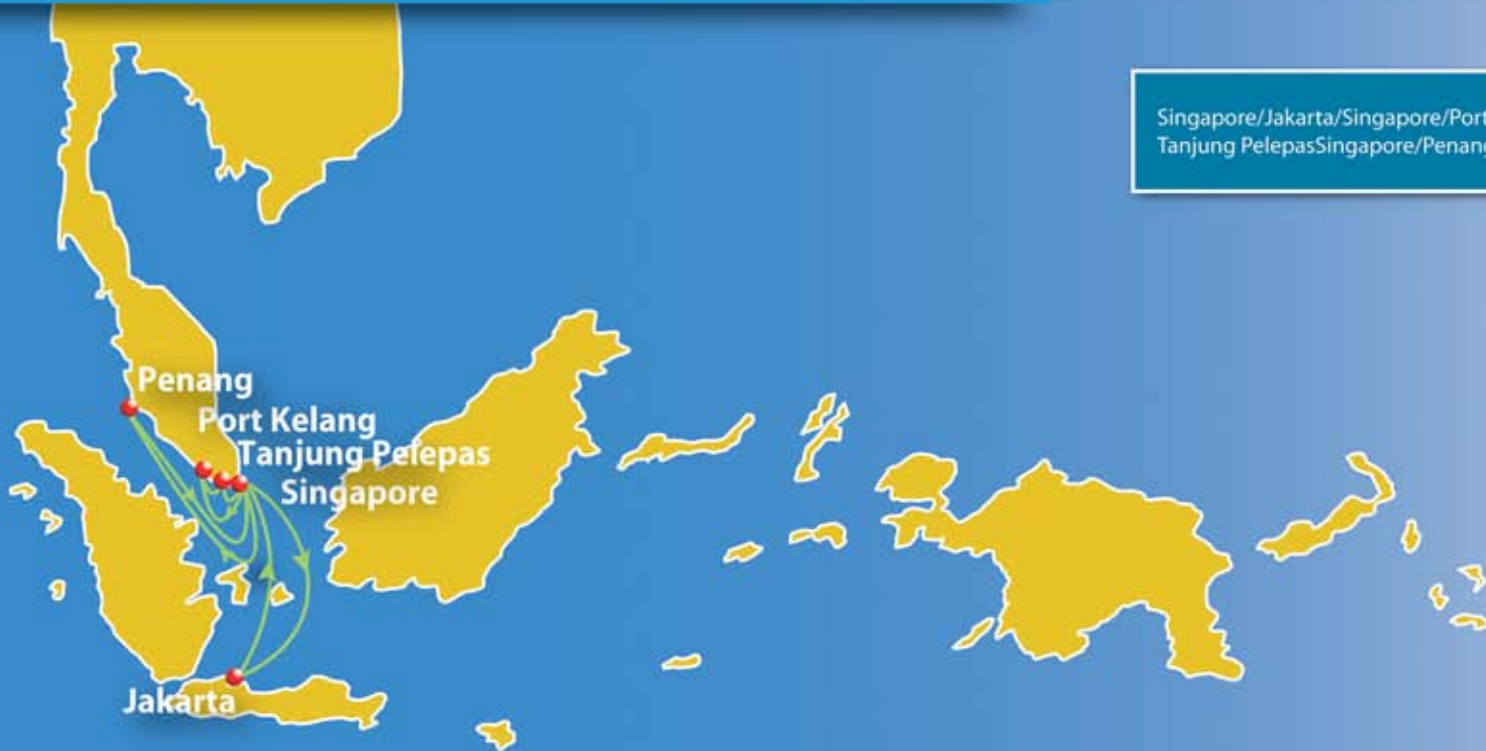 Singapore/Jakarta/Singapore/Port
Tanjung PelepasSingapore/Penang
Penang
Port Kelang
Tanjung Pelepas
Singapore
Jakarta